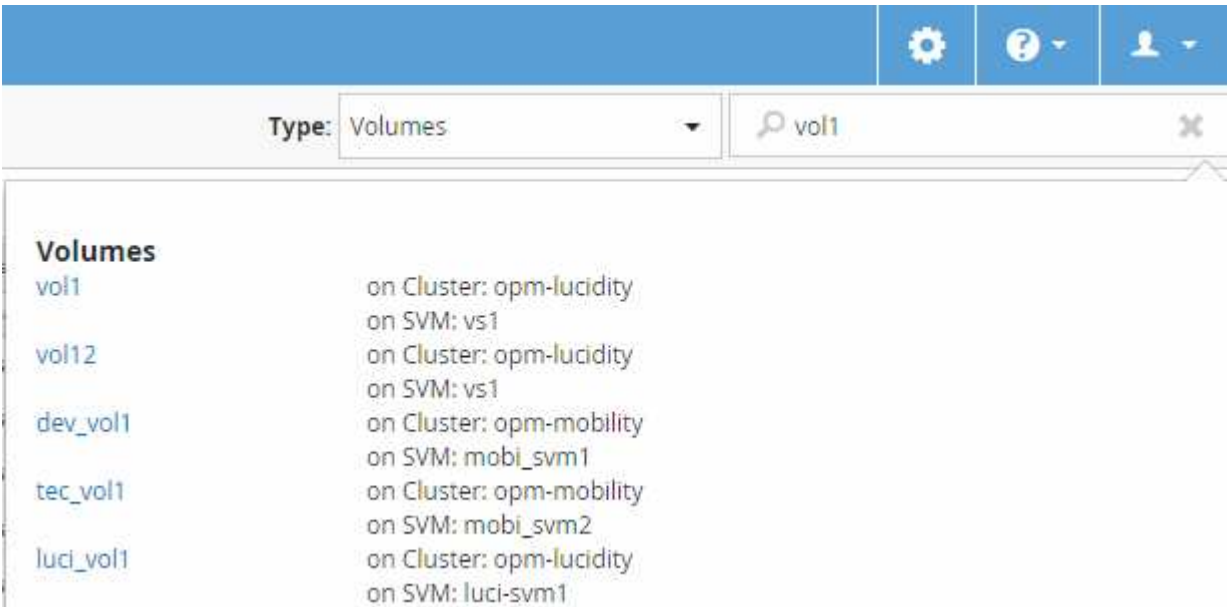 Type: Volumes vol1
Volumes
vol1 on Cluster: opm-lucidity
on SVM: vs1
vol12 on Cluster: opm-lucidity
on SVM: vs1
dev_vol1 on Cluster: opm-mobility
on SVM: mobi_svm1
tec_vol1 on Cluster: opm-mobility
on SVM: mobi_svm2
luci_vol1 on Cluster: opm-lucidity
on SVM: luci-svm1